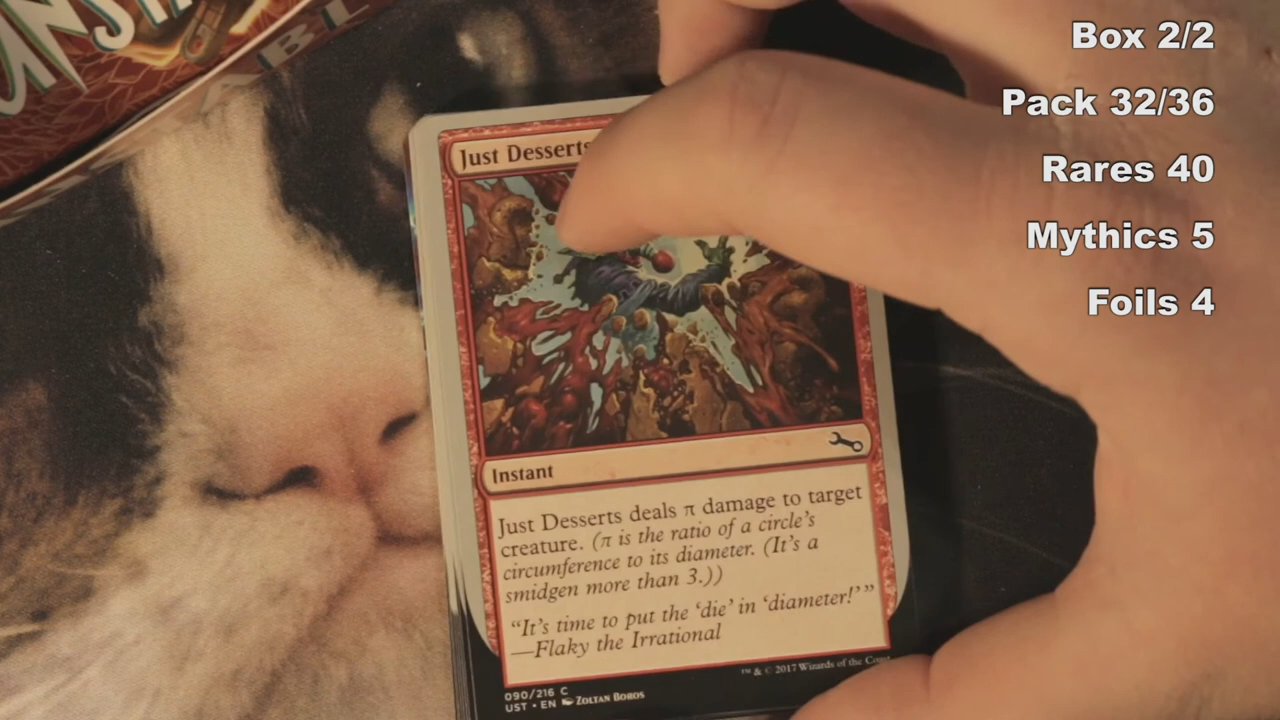 Box 2/2
Pack 32/36
Rares 40
Mythics 5
Foils 4
Just Desserts
Instant
Just Desserts deals π damage to target
creature. (π is the ratio of a circle's
circumference to its diameter. (It's a
smidgen more than 3.))
“It's time to put the ‘die’ in ‘diameter!’ ”
—Flaky the Irrational
™ & © 2017 Wizards of the
090/216 C
UST • EN Zoltan Boros